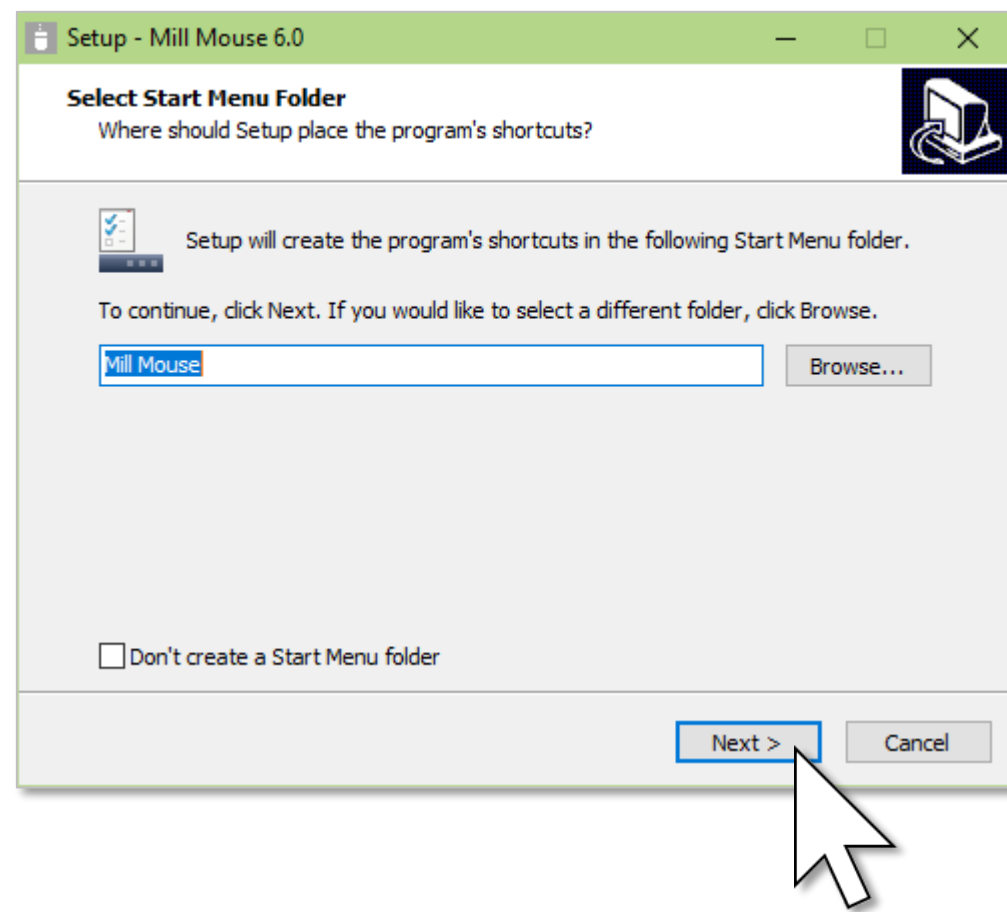 Setup - Mill Mouse 6.0
Select Start Menu Folder
Where should Setup place the program's shortcuts?
Setup will create the program's shortcuts in the following Start Menu folder.
To continue, click Next. If you would like to select a different folder, click Browse.
Mill Mouse
Browse...
Don't create a Start Menu folder
Next >
Cancel